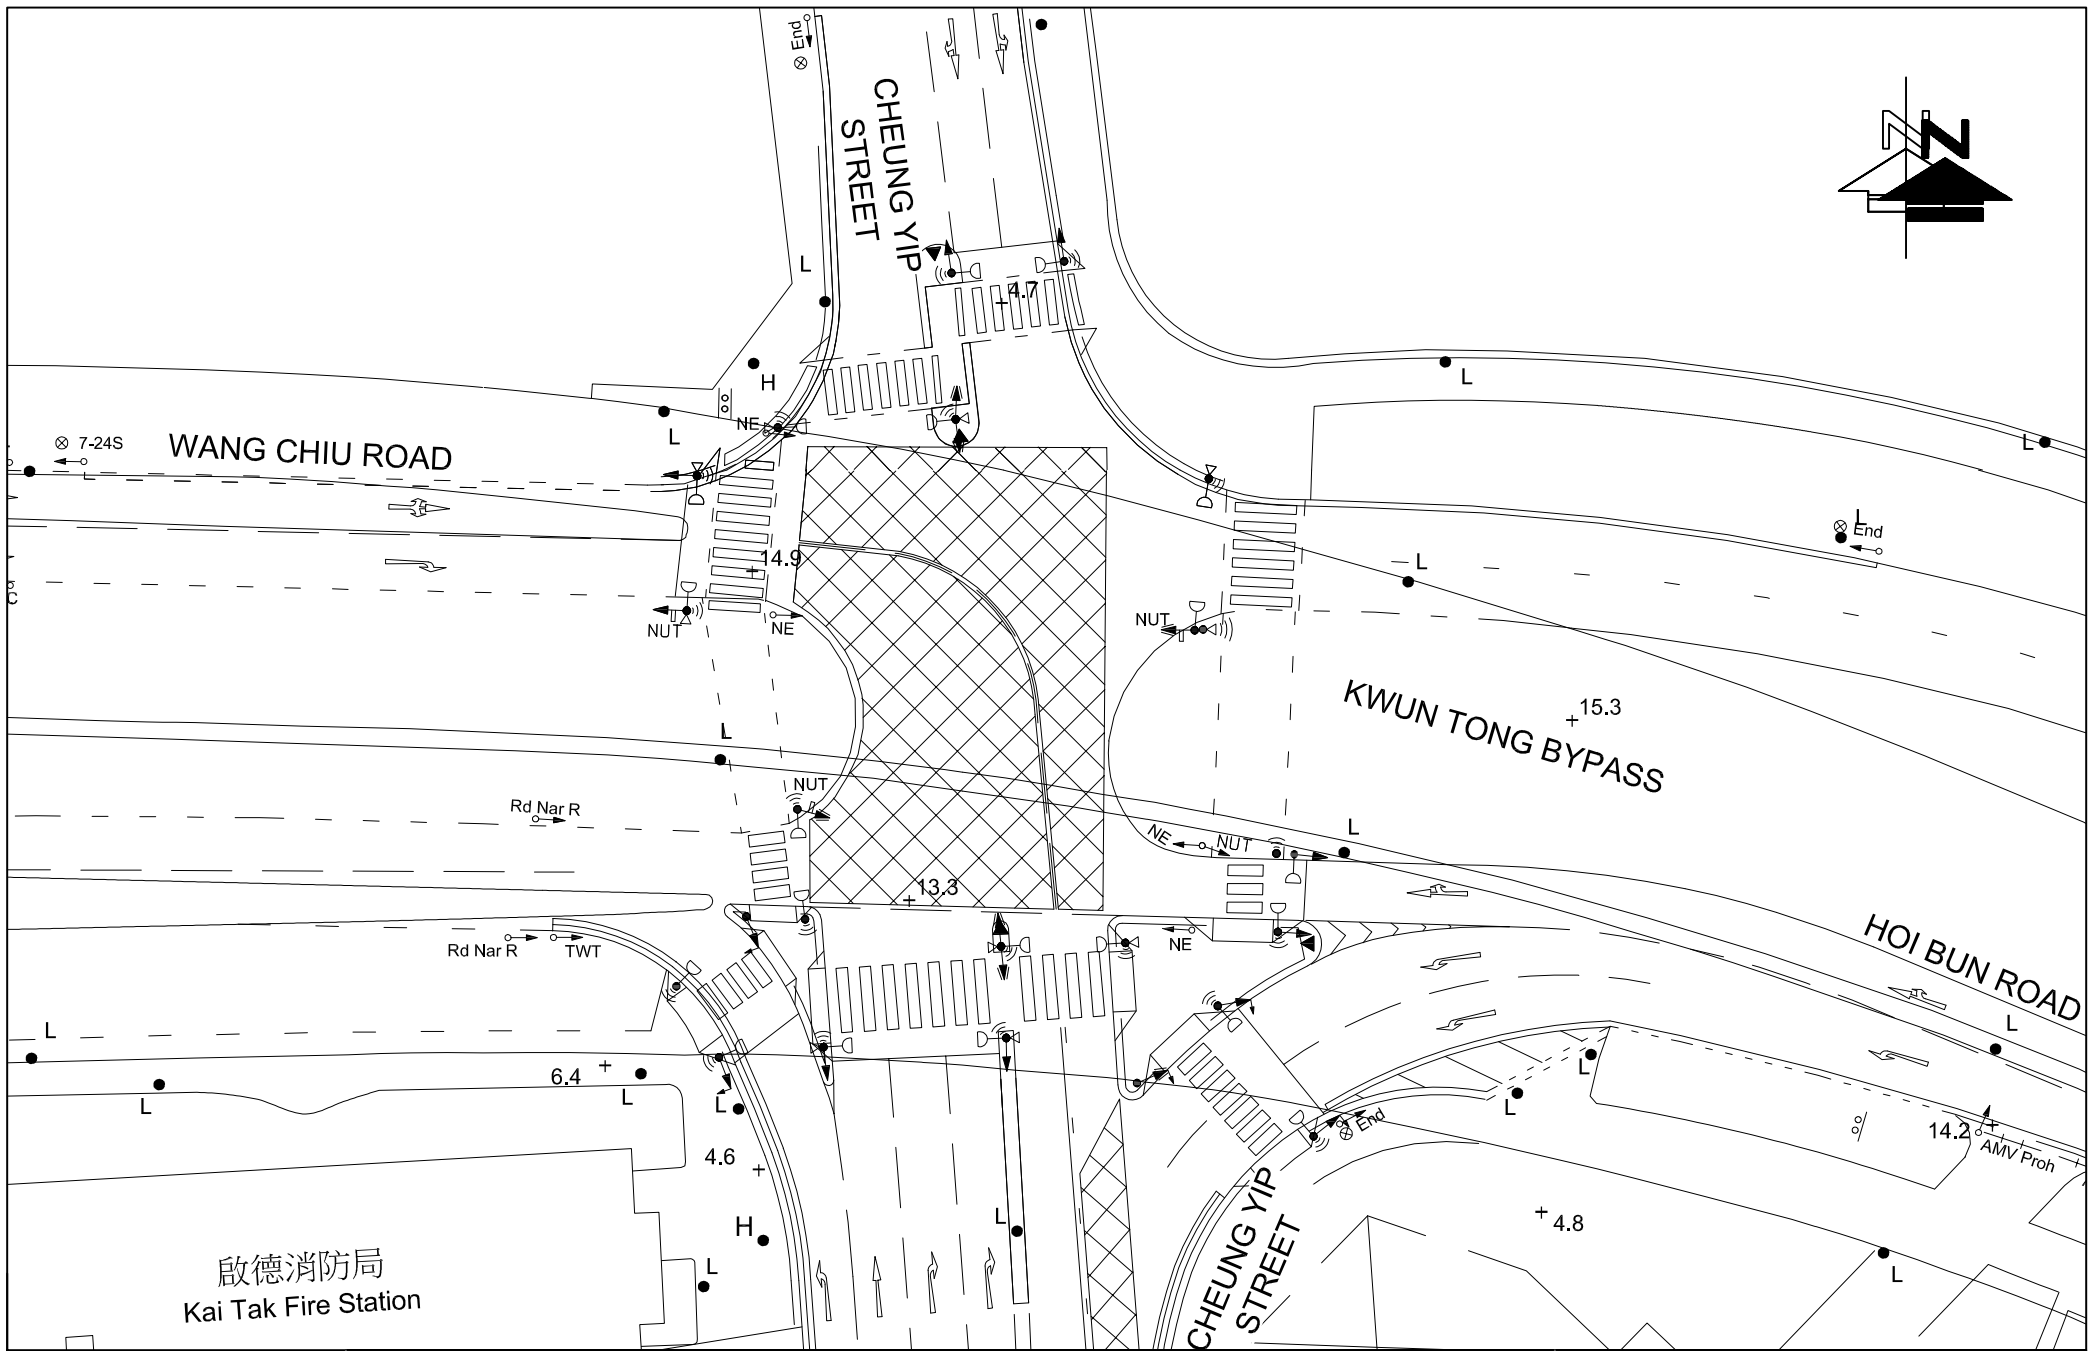 End
CHEUNG YIP
STREET
N
N
L
4.7
L
H
NE
L
L
L
7-24S
WANG CHIU ROAD
L
End
14.9
L
C
NUT
NE
NUT
KWUN TONG BYPASS
15.3
L
NUT
Rd Nar R
L
NE
NUT
13.3
HOI BUN ROAD
Rd Nar R
TWT
NE
L
L
6.4
L
L
L
L
L
End
14.2
AMV Proh
4.6
L
H
4.8
CHEUNG YIP
STREET
L
啟德消防局
Kai Tak Fire Station
L